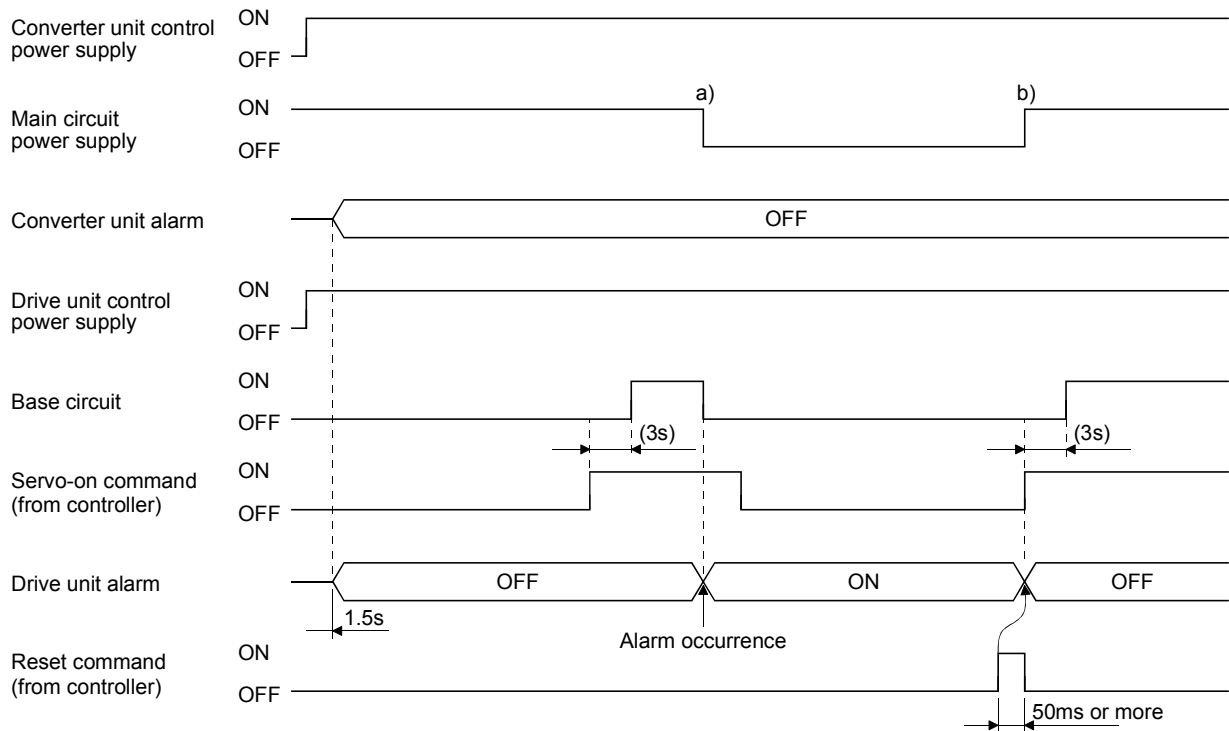 Converter unit control
power supply
ON
OFF
Main circuit
power supply
ON
OFF
a)
b)
Converter unit alarm
OFF
Drive unit control
power supply
ON
OFF
Base circuit
ON
OFF
(3s)
(3s)
Servo-on command
(from controller)
ON
OFF
Drive unit alarm
OFF
ON
OFF
1.5s
Alarm occurrence
Reset command
(from controller)
ON
OFF
50ms or more